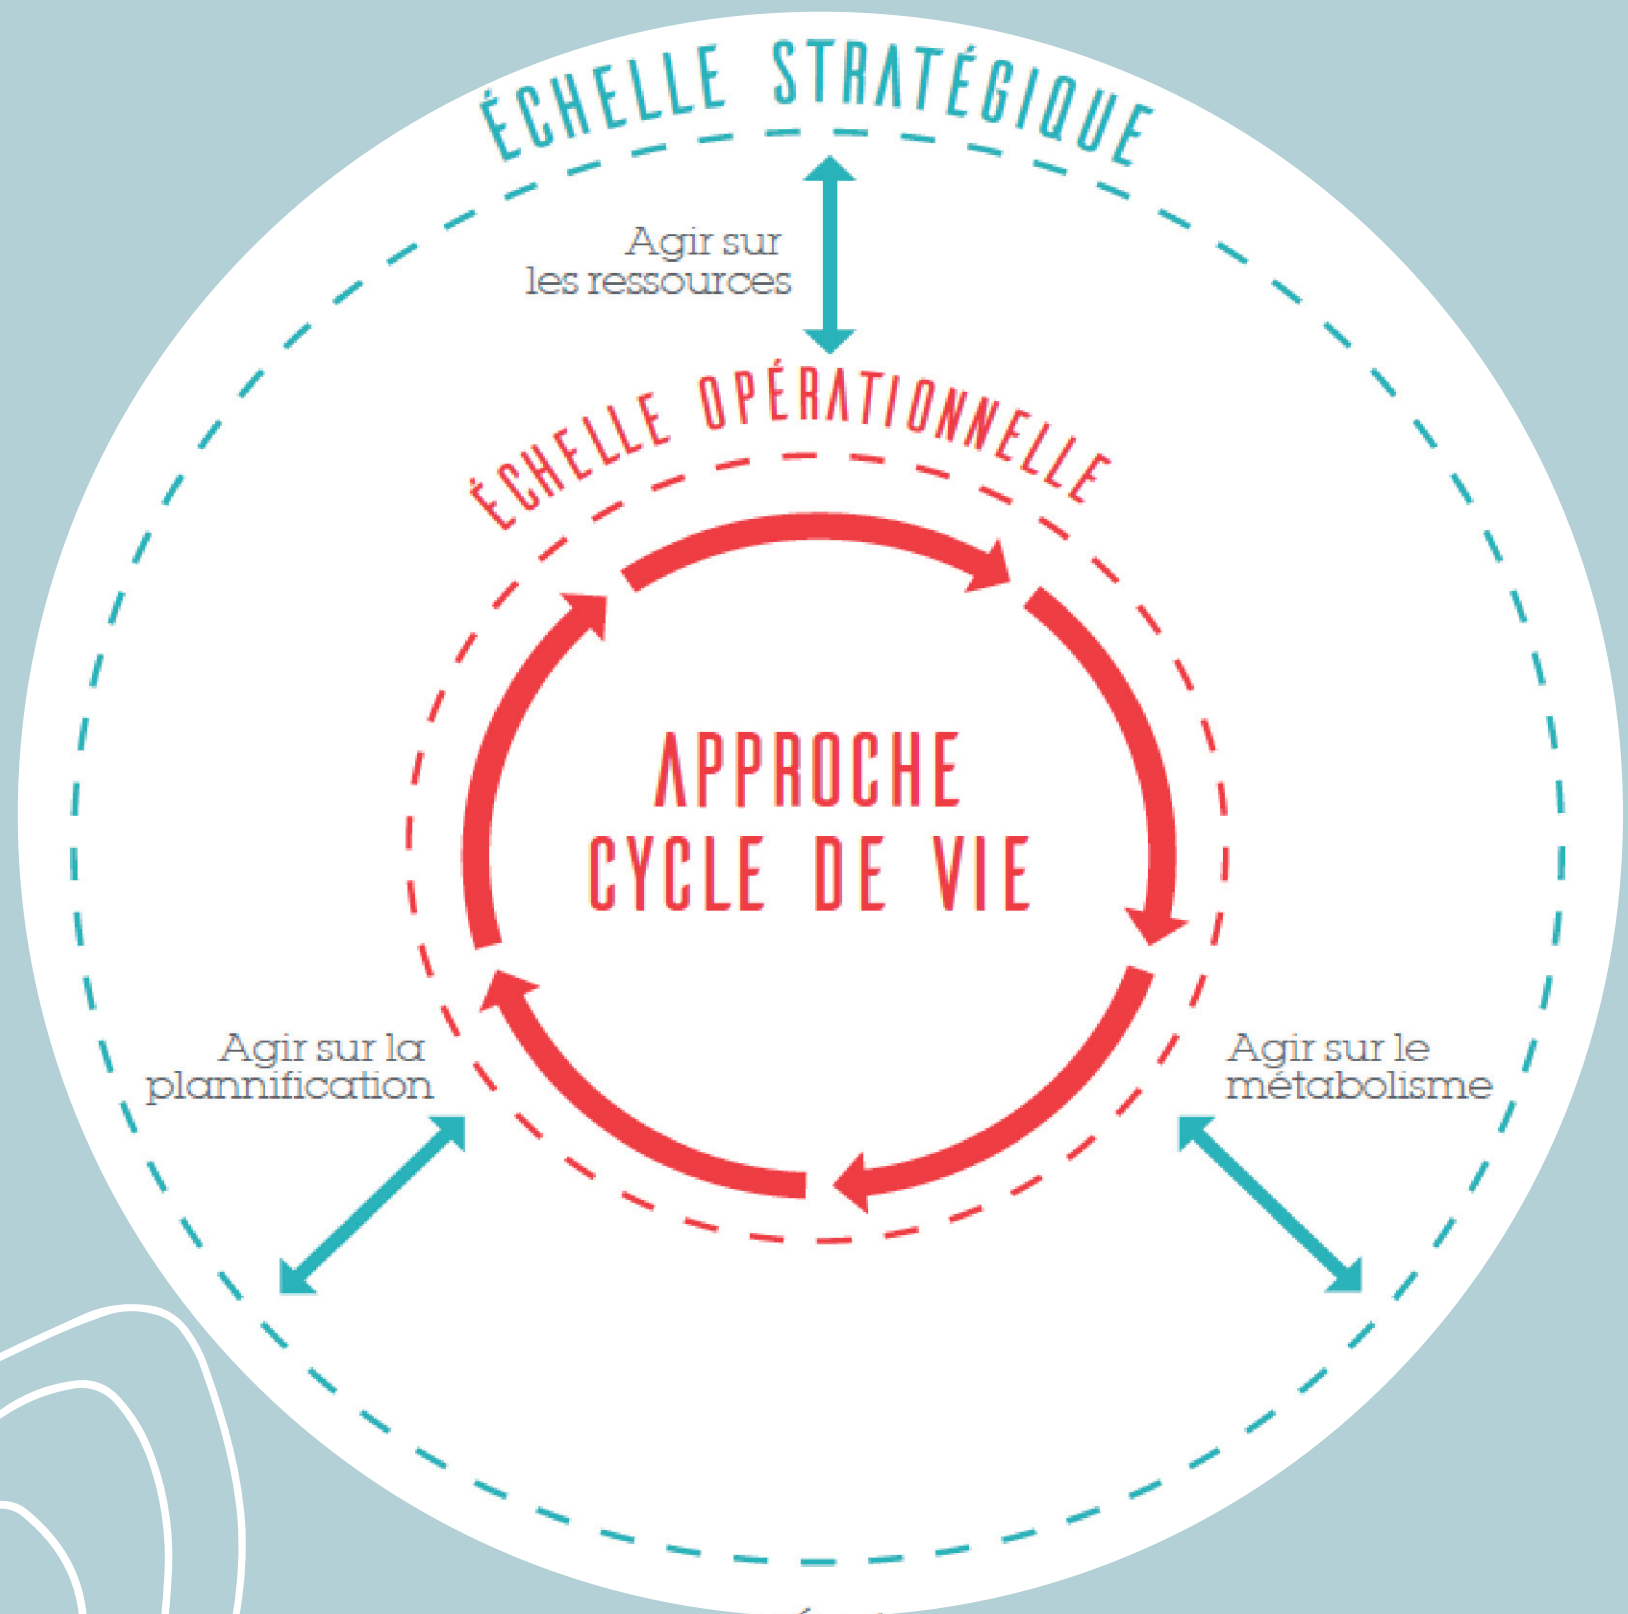 ÉCHELLE STRATÉGIQUE
Agir sur
les ressources
ÉCHELLE OPÉRATIONNELLE
APPROCHE
CYCLE DE VIE
Agir sur la
plannification
Agir sur le
métabolisme